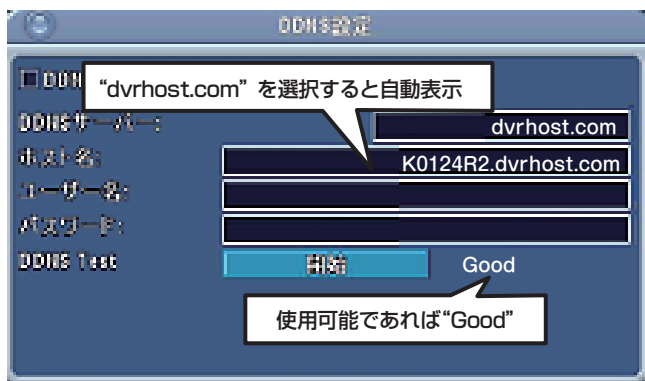 DDNS設定
DDN
“dvrhost.com”を選択すると自動表示
DDNSサーバー:
dvrhost.com
ホスト名:
K0124R2.dvrhost.com
ユーザー名:
パスワード:
DDNS Test
開始
Good
使用可能であれば“Good”